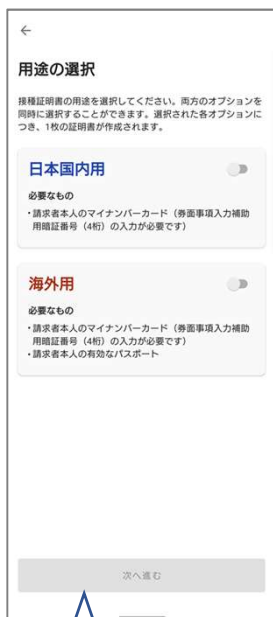 用途の選択
接種証明書の用途を選択してください。両方のオプションを
同時に選択することができます。選択された各オプションに
つき、1枚の証明書が作成されます。
日本国内用
必要なもの
・請求者本人のマイナンバーカード（券面事項入力補助
用暗証番号（4桁）の入力が必要です）
海外用
必要なもの
・請求者本人のマイナンバーカード（券面事項入力補助
用暗証番号（4桁）の入力が必要です）
・請求者本人の有効なパスポート
次へ進む